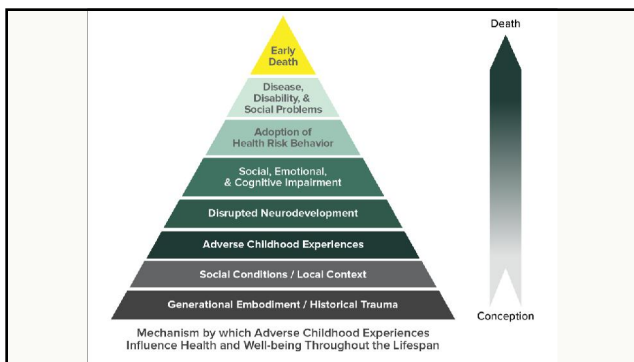 Early
Death
Disease,
Disability, &
Social Problems
Adoption of
Health Risk Behavior
Social, Emotional,
& Cognitive Impairment
Disrupted Neurodevelopment
Adverse Childhood Experiences
Social Conditions / Local Context
Generational Embodiment / Historical Trauma
Mechanism by which Adverse Childhood Experiences
Influence Health and Well-being Throughout the Lifespan
Death
Conception